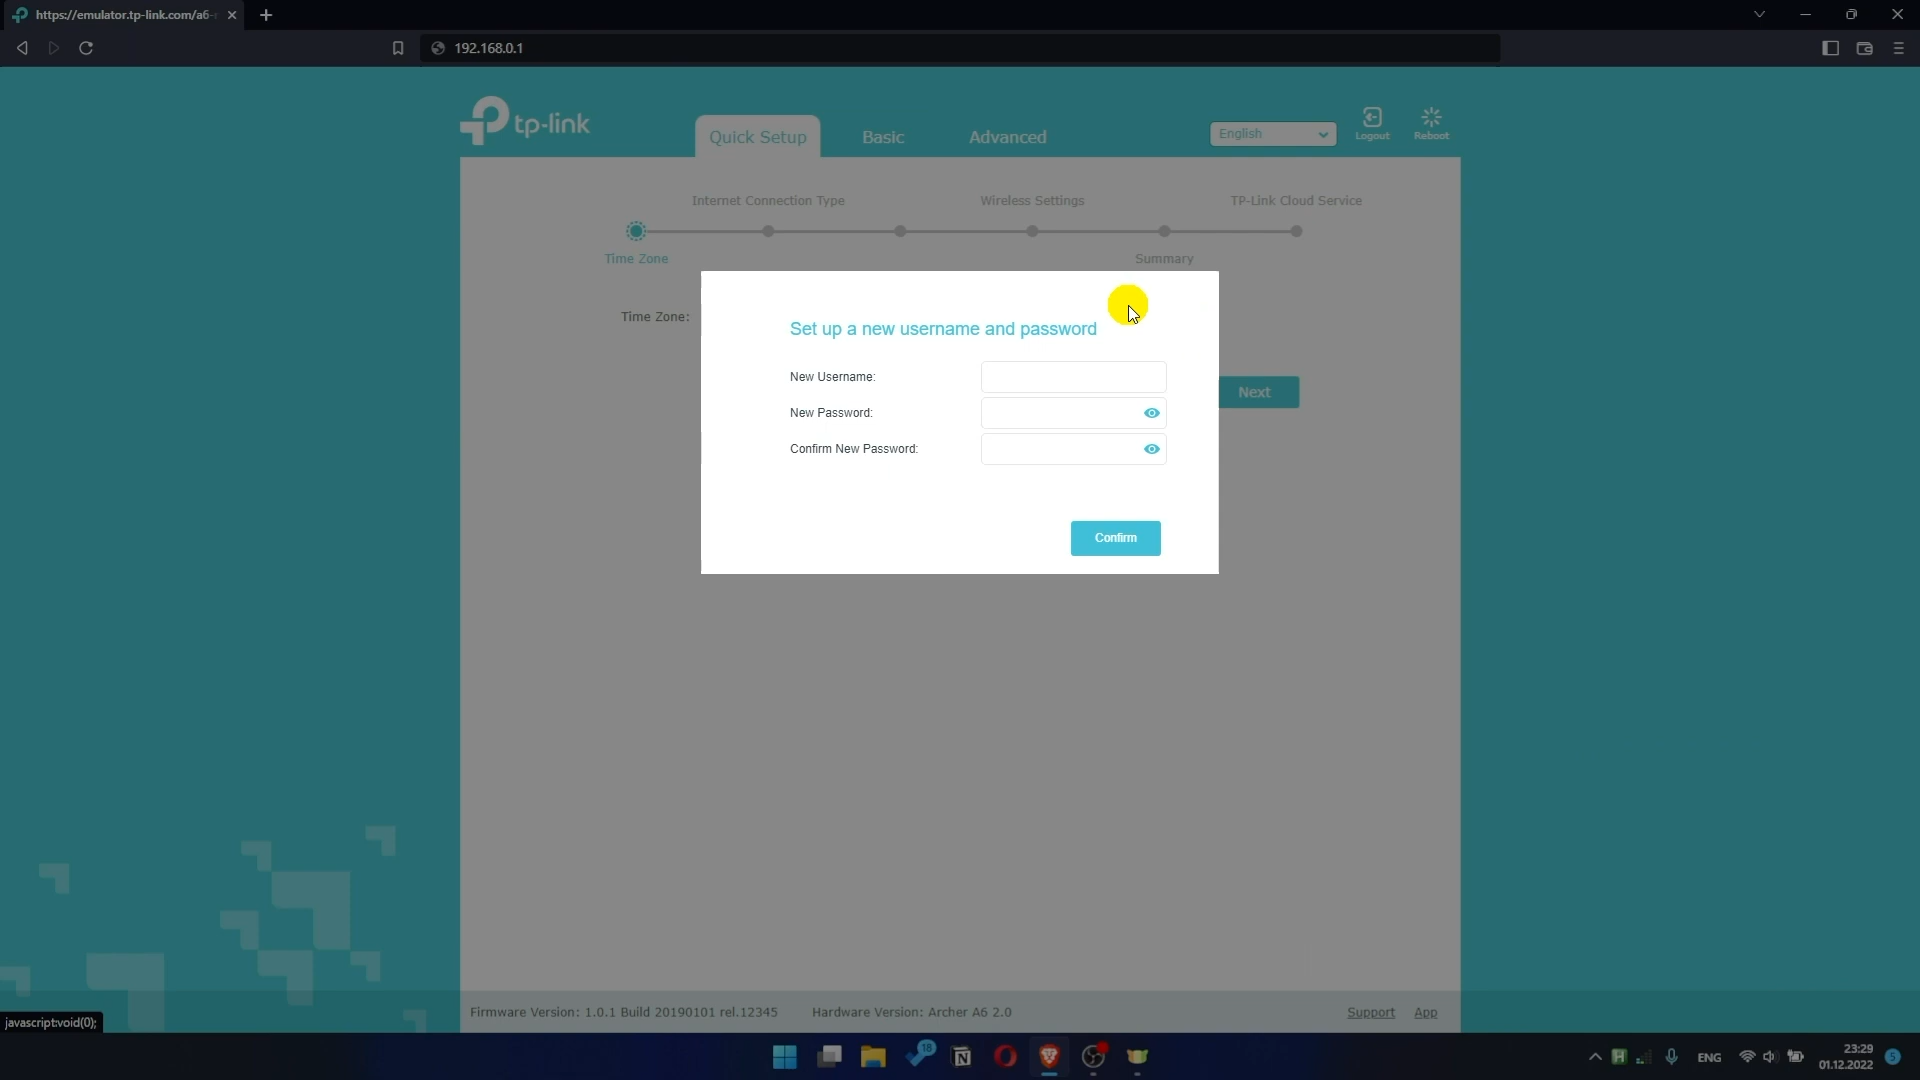 https://emulator.tp-link.com/a6-
192.168.0.1
tp-link
Quick Setup
Basic
Advanced
English
Logout
Reboot
Internet Connection Type
Wireless Settings
TP-Link Cloud Service
Time Zone
Summary
Time Zone:
Set up a new username and password
New Username:
New Password:
Confirm New Password:
Next
Confirm
Firmware Version: 1.0.1 Build 20190101 rel.12345
Hardware Version: Archer A6 2.0
Support
App
javascript:void(0);
18
ENG
23:29
01.12.2022
5